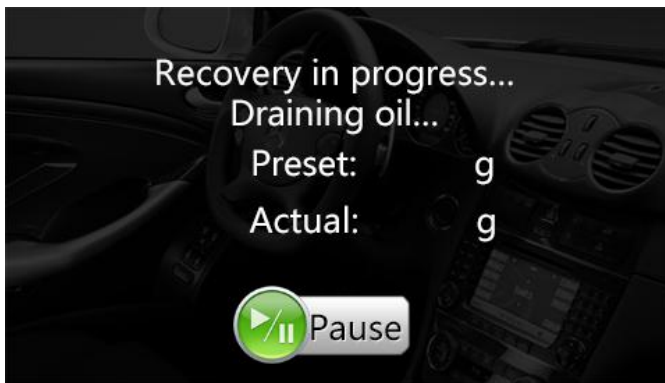 Recovery in progress...
Draining oil...
Preset: g
Actual: g
Pause